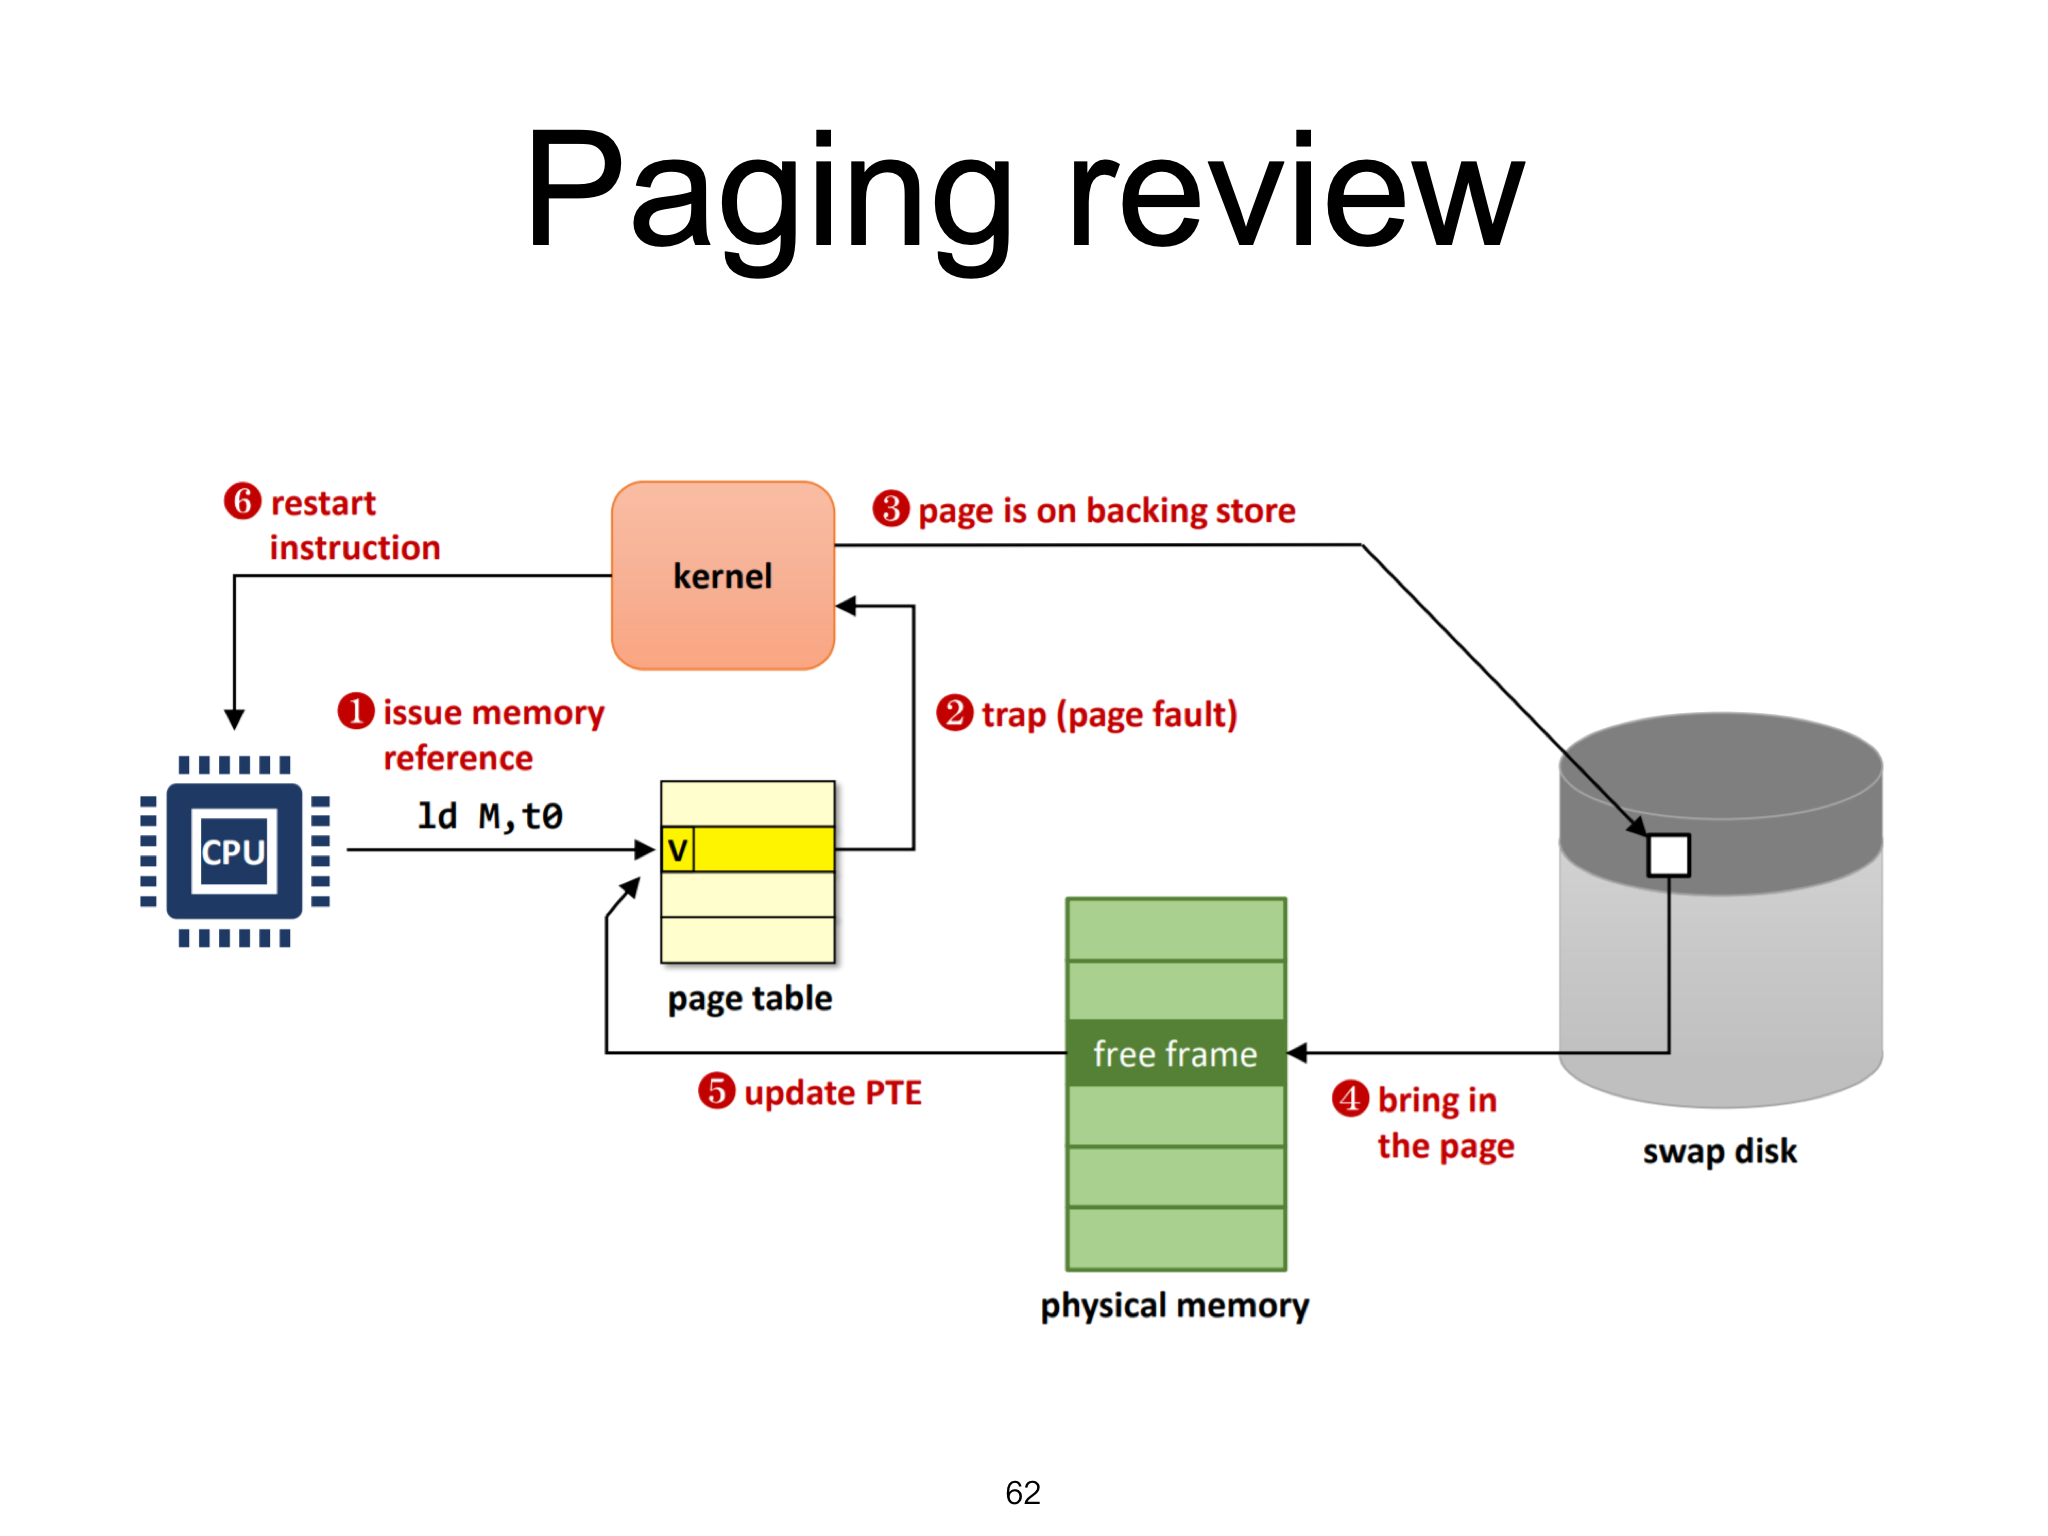 Paging review
❻ restart
instruction
kernel
❸ page is on backing store
❶ issue memory
reference
ld M,t0
❷ trap (page fault)
CPU
V
page table
free frame
❺ update PTE
❹ bring in
the page
swap disk
physical memory
62